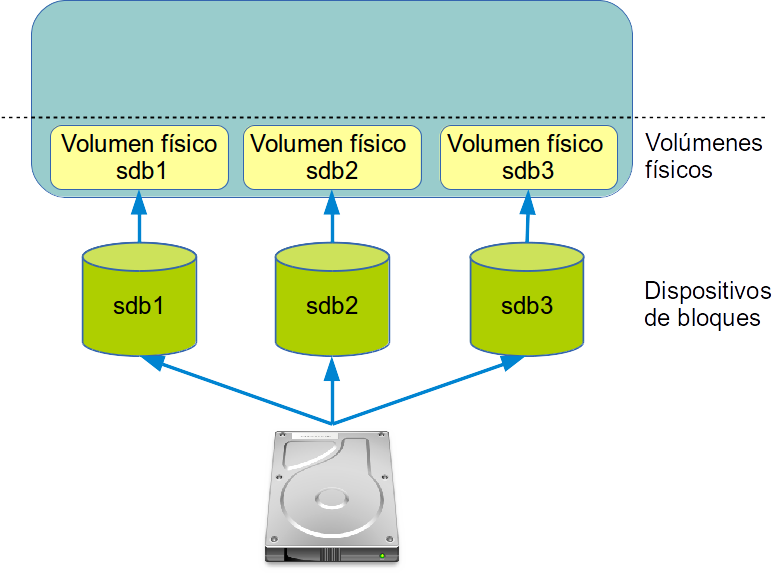 Volumen físico
sdb1
Volumen físico
sdb2
Volumen físico
sdb3
Volúmenes
físicos
sdb1
sdb2
sdb3
Dispositivos
de bloques